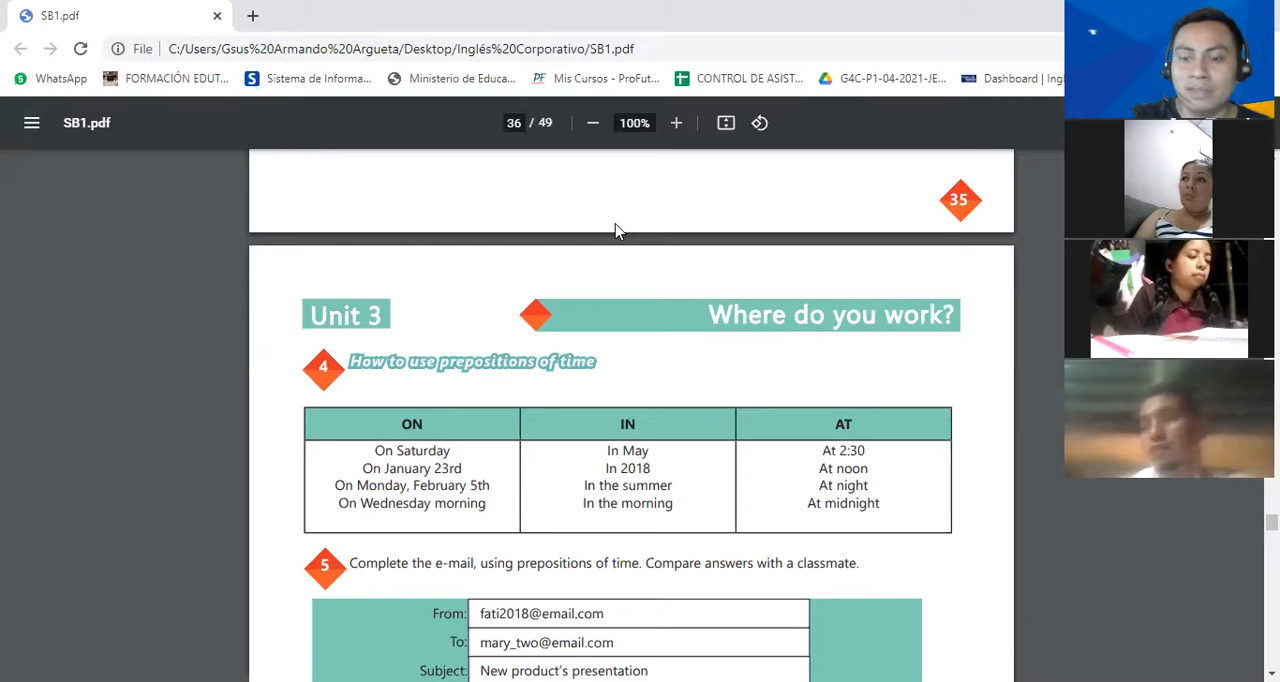 SB1.pdf
File C:/Users/Gsus%20Armando%20Argueta/Desktop/Inglés%20Corporativo/SB1.pdf
WhatsApp FORMACIÓN EDUT... Sistema de Informa... Ministerio de Educa... PF Mis Cursos - ProFut... CONTROL DE ASIST... G4C-P1-04-2021-JE... Dashboard | Ingl
SB1.pdf 36 / 49 100%
35
Unit 3 Where do you work?
4 How to use prepositions of time
ON IN AT
On Saturday In May At 2:30
On January 23rd In 2018 At noon
On Monday, February 5th In the summer At night
On Wednesday morning In the morning At midnight
5 Complete the e-mail, using prepositions of time. Compare answers with a classmate.
From: fati2018@email.com
To: mary_two@email.com
Subject: New product's presentation